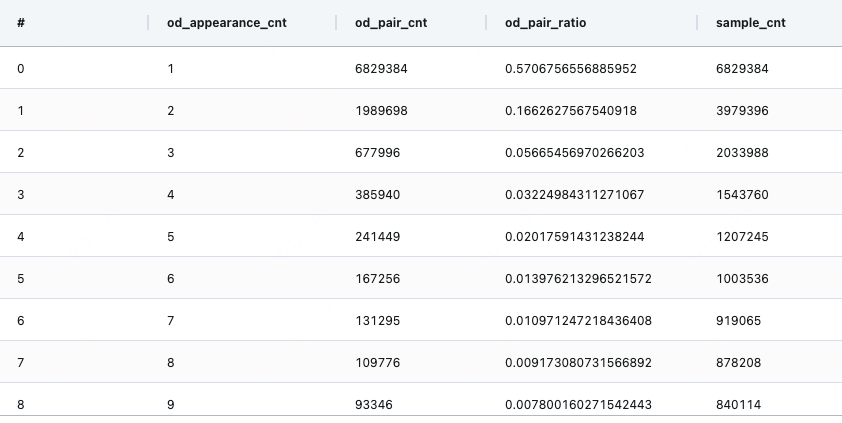 # od_appearance_cnt od_pair_cnt od_pair_ratio sample_cnt
0 1 6829384 0.5706756556885952 6829384
1 2 1989698 0.1662627567540918 3979396
2 3 677996 0.05665456970266203 2033988
3 4 385940 0.03224984311271067 1543760
4 5 241449 0.02017591431238244 1207245
5 6 167256 0.013976213296521572 1003536
6 7 131295 0.010971247218436408 919065
7 8 109776 0.009173080731566892 878208
8 9 93346 0.007800160271542443 840114